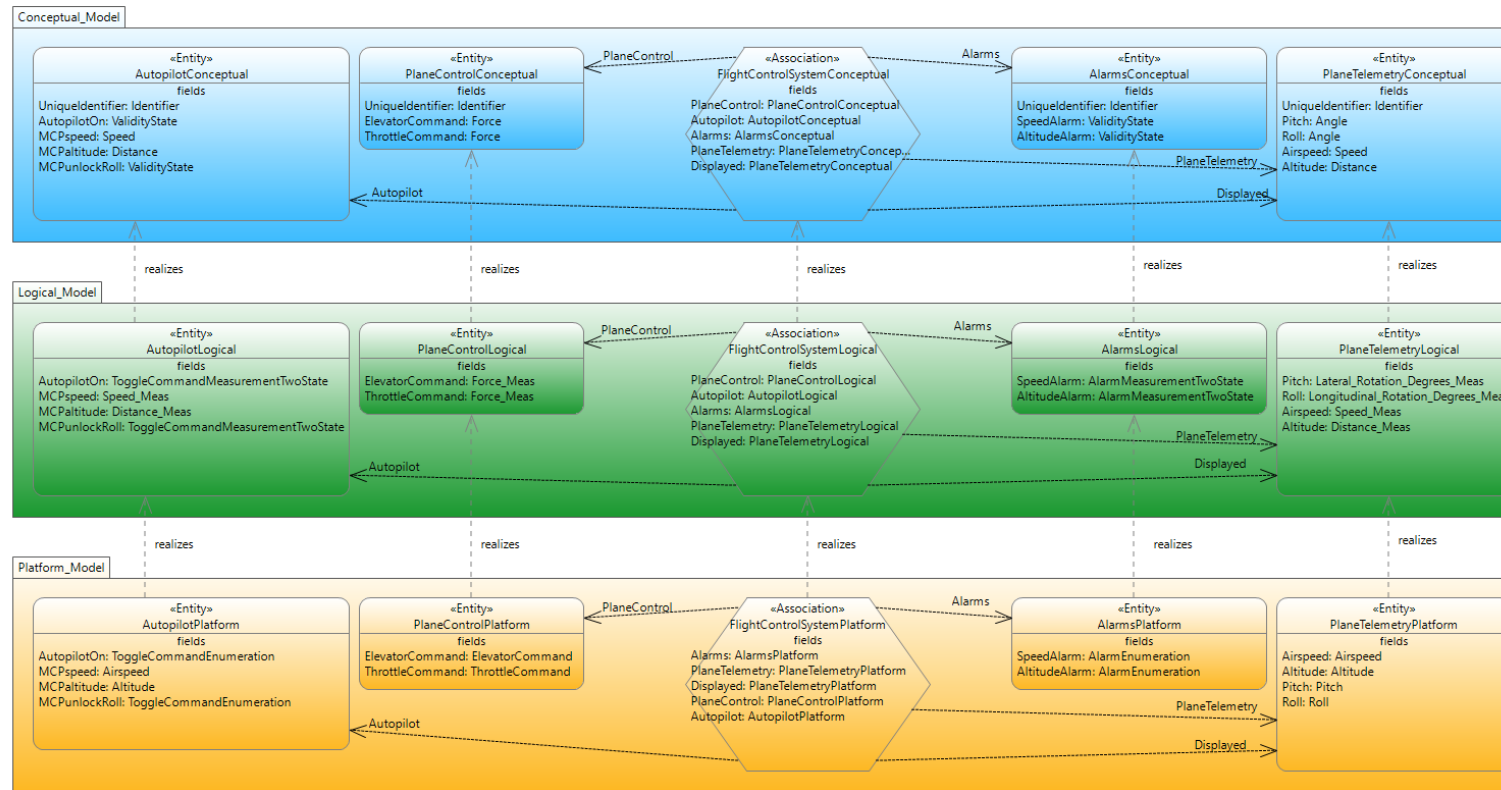 Conceptual_Model
«Entity»
AutopilotConceptual
fields
UniqueIdentifier: Identifier
AutopilotOn: ValidityState
MCPspeed: Speed
MCPaltitude: Distance
MCPunlockRoll: ValidityState
«Entity»
PlaneControlConceptual
fields
UniqueIdentifier: Identifier
ElevatorCommand: Force
ThrottleCommand: Force
PlaneControl
«Association»
FlightControlSystemConceptual
fields
PlaneControl: PlaneControlConceptual
Autopilot: AutopilotConceptual
Alarms: AlarmsConceptual
PlaneTelemetry: PlaneTelemetryConcep...
Displayed: PlaneTelemetryConceptual
Alarms
«Entity»
AlarmsConceptual
fields
UniqueIdentifier: Identifier
SpeedAlarm: ValidityState
AltitudeAlarm: ValidityState
«Entity»
PlaneTelemetryConceptual
fields
UniqueIdentifier: Identifier
Pitch: Angle
Roll: Angle
Airspeed: Speed
Altitude: Distance
PlaneTelemetry
Autopilot
Displayed
realizes
realizes
realizes
realizes
realizes
Logical_Model
«Entity»
AutopilotLogical
fields
AutopilotOn: ToggleCommandMeasurementTwoState
MCPspeed: Speed_Meas
MCPaltitude: Distance_Meas
MCPunlockRoll: ToggleCommandMeasurementTwoState
«Entity»
PlaneControlLogical
fields
ElevatorCommand: Force_Meas
ThrottleCommand: Force_Meas
PlaneControl
«Association»
FlightControlSystemLogical
fields
PlaneControl: PlaneControlLogical
Autopilot: AutopilotLogical
Alarms: AlarmsLogical
PlaneTelemetry: PlaneTelemetryLogical
Displayed: PlaneTelemetryLogical
Alarms
«Entity»
AlarmsLogical
fields
SpeedAlarm: AlarmMeasurementTwoState
AltitudeAlarm: AlarmMeasurementTwoState
«Entity»
PlaneTelemetryLogical
fields
Pitch: Lateral_Rotation_Degrees_Meas
Roll: Longitudinal_Rotation_Degrees_Mea
Airspeed: Speed_Meas
Altitude: Distance_Meas
PlaneTelemetry
Autopilot
Displayed
realizes
realizes
realizes
realizes
realizes
Platform_Model
«Entity»
AutopilotPlatform
fields
AutopilotOn: ToggleCommandEnumeration
MCPspeed: Airspeed
MCPaltitude: Altitude
MCPunlockRoll: ToggleCommandEnumeration
«Entity»
PlaneControlPlatform
fields
ElevatorCommand: ElevatorCommand
ThrottleCommand: ThrottleCommand
PlaneControl
«Association»
FlightControlSystemPlatform
fields
Alarms: AlarmsPlatform
PlaneTelemetry: PlaneTelemetryPlatform
Displayed: PlaneTelemetryPlatform
PlaneControl: PlaneControlPlatform
Autopilot: AutopilotPlatform
Alarms
«Entity»
AlarmsPlatform
fields
SpeedAlarm: AlarmEnumeration
AltitudeAlarm: AlarmEnumeration
«Entity»
PlaneTelemetryPlatform
fields
Airspeed: Airspeed
Altitude: Altitude
Pitch: Pitch
Roll: Roll
PlaneTelemetry
Autopilot
Displayed